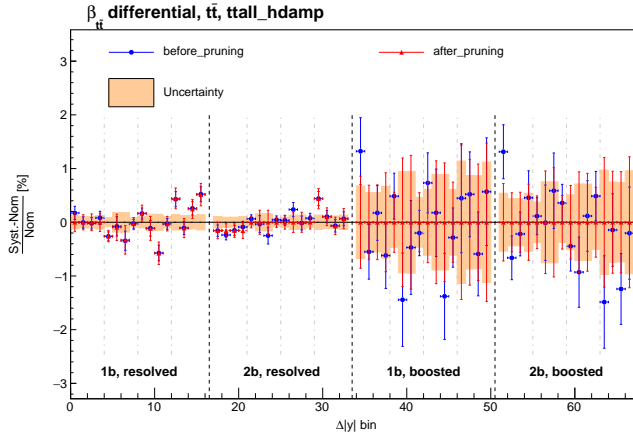 β_tt̄ differential, tt̄, ttall_hdamp
before_pruning
after_pruning
Uncertainty
Syst.-Nom
Nom
[%]
3
2
1
0
−1
−2
−3
1b, resolved
2b, resolved
1b, boosted
2b, boosted
0
10
20
30
40
50
60
Δ|y| bin